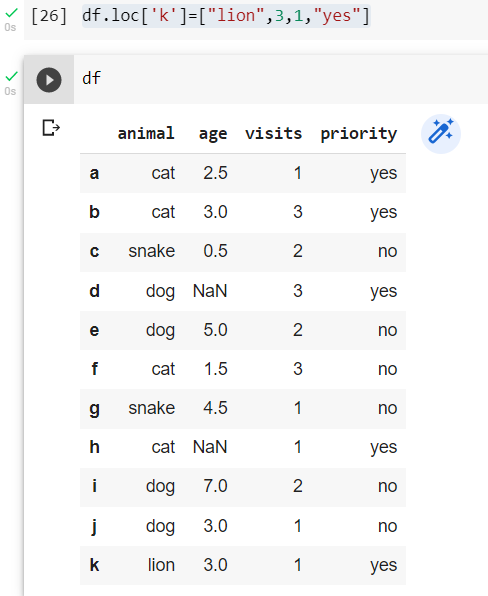 [26] df.loc['k']=["lion",3,1,"yes"]
0s
df
0s
animal age visits priority
a cat 2.5 1 yes
b cat 3.0 3 yes
c snake 0.5 2 no
d dog NaN 3 yes
e dog 5.0 2 no
f cat 1.5 3 no
g snake 4.5 1 no
h cat NaN 1 yes
i dog 7.0 2 no
j dog 3.0 1 no
k lion 3.0 1 yes